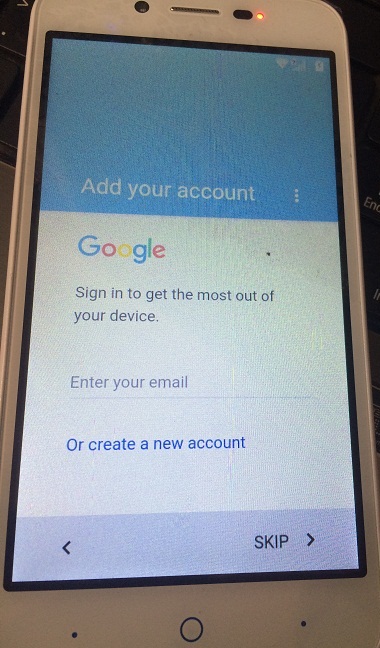 Add your account
Google
Sign in to get the most out of
your device.
Enter your email
Or create a new account
SKIP